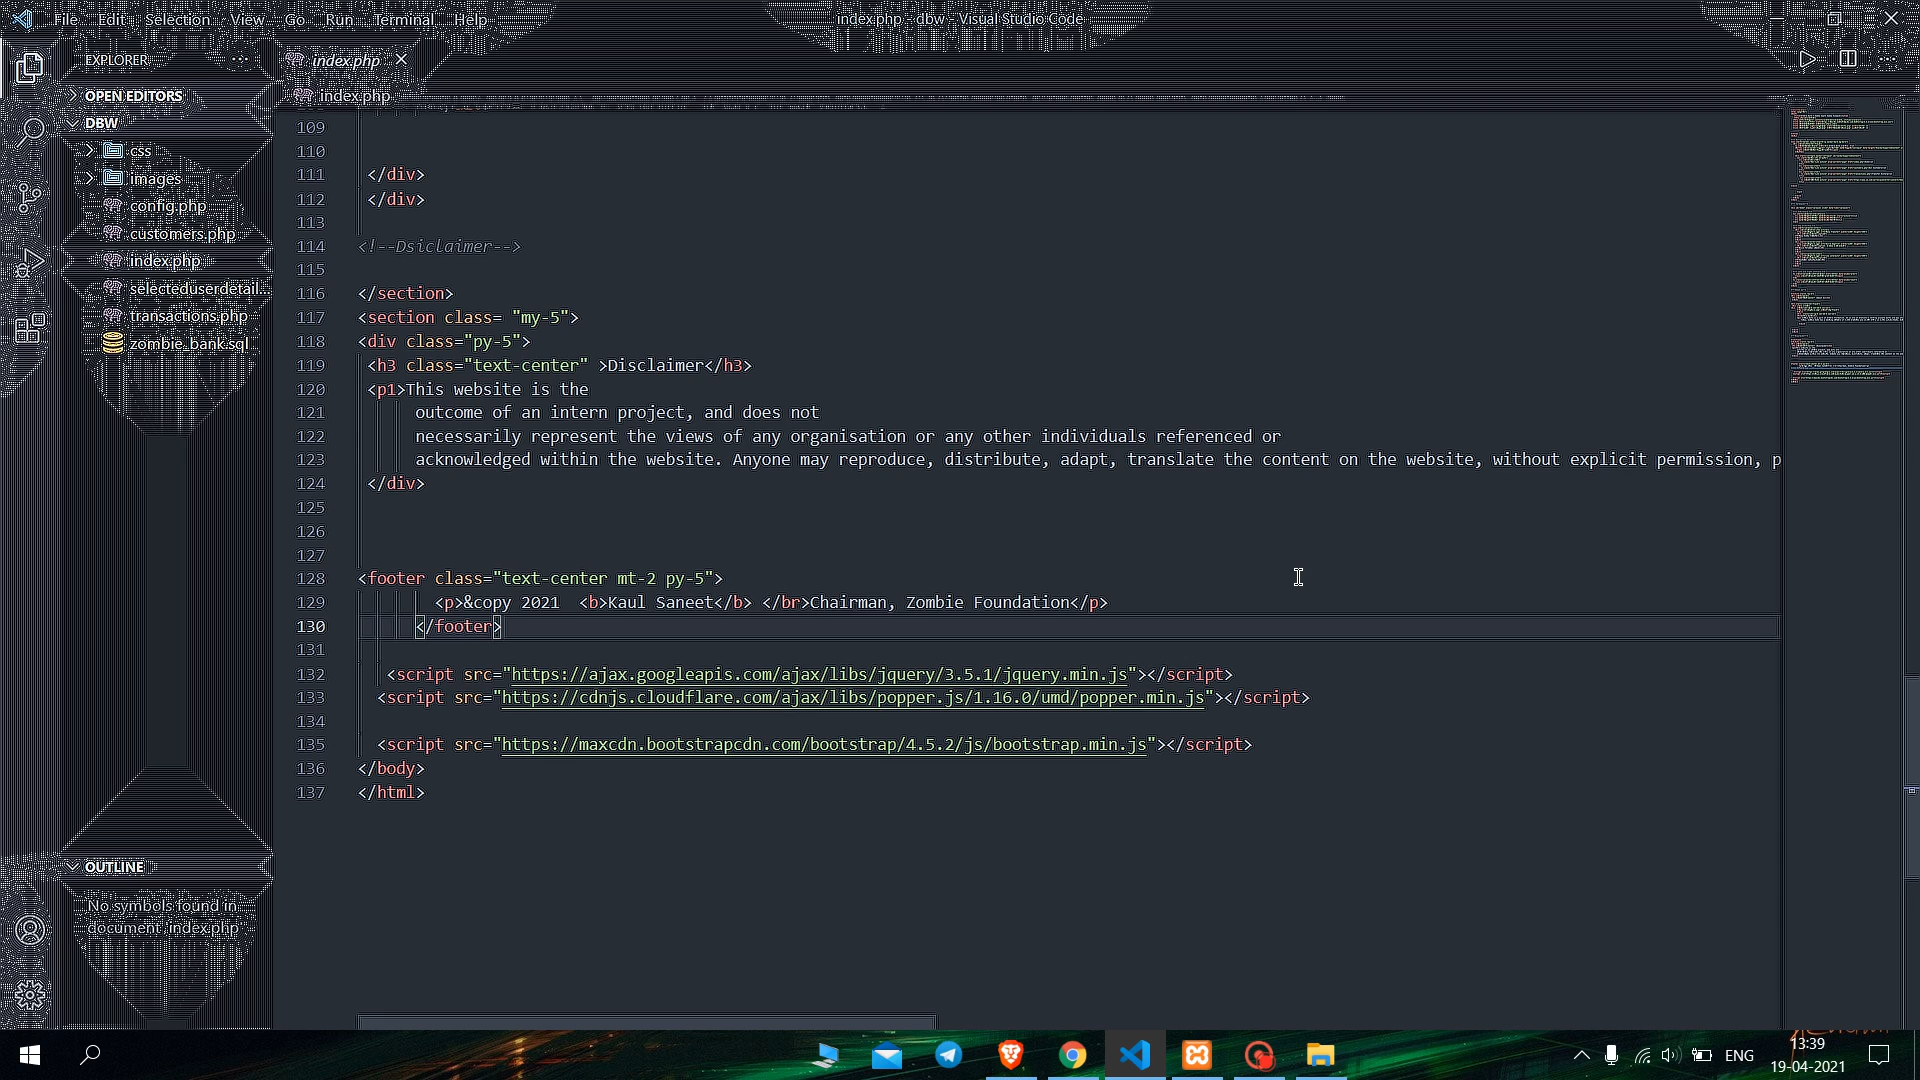 File Edit Selection View Go Run Terminal Help
index.php - dbw - Visual Studio Code
EXPLORER
OPEN EDITORS
DBW
css
images
config.php
customers.php
index.php
selecteduserdetail...
transactions.php
zombie_bank.sql
OUTLINE
No symbols found in
document 'index.php'
index.php
index.php
109
110
111 </div>
112 </div>
113
114 <!--Dsiclaimer-->
115
116 </section>
117 <section class= "my-5">
118 <div class="py-5">
119 <h3 class="text-center" >Disclaimer</h3>
120 <p1>This website is the
121 outcome of an intern project, and does not
122 necessarily represent the views of any organisation or any other individuals referenced or
123 acknowledged within the website. Anyone may reproduce, distribute, adapt, translate the content on the website, without explicit permission, p
124 </div>
125
126
127
128 <footer class="text-center mt-2 py-5">
129 <p>&copy 2021  <b>Kaul Saneet</b> </br>Chairman, Zombie Foundation</p>
130 </footer>
131
132 <script src="https://ajax.googleapis.com/ajax/libs/jquery/3.5.1/jquery.min.js"></script>
133 <script src="https://cdnjs.cloudflare.com/ajax/libs/popper.js/1.16.0/umd/popper.min.js"></script>
134
135 <script src="https://maxcdn.bootstrapcdn.com/bootstrap/4.5.2/js/bootstrap.min.js"></script>
136 </body>
137 </html>
ENG
13:39
19-04-2021